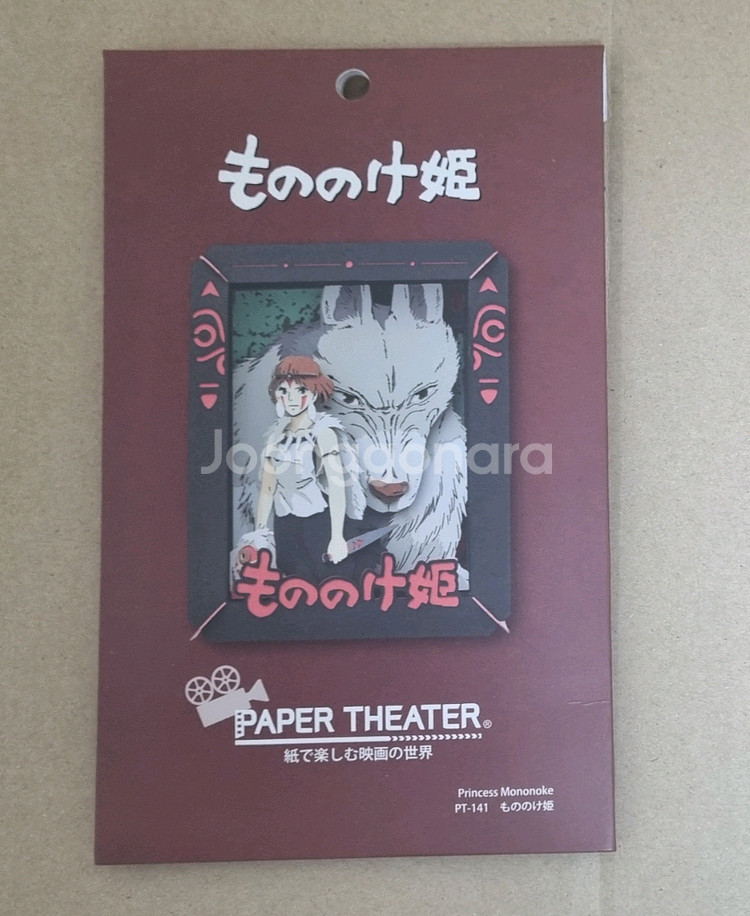 もののけ姫
Joongonara
もののけ姫
PAPER THEATER®
紙で楽しむ映画の世界
Princess Mononoke
PT-141 もののけ姫